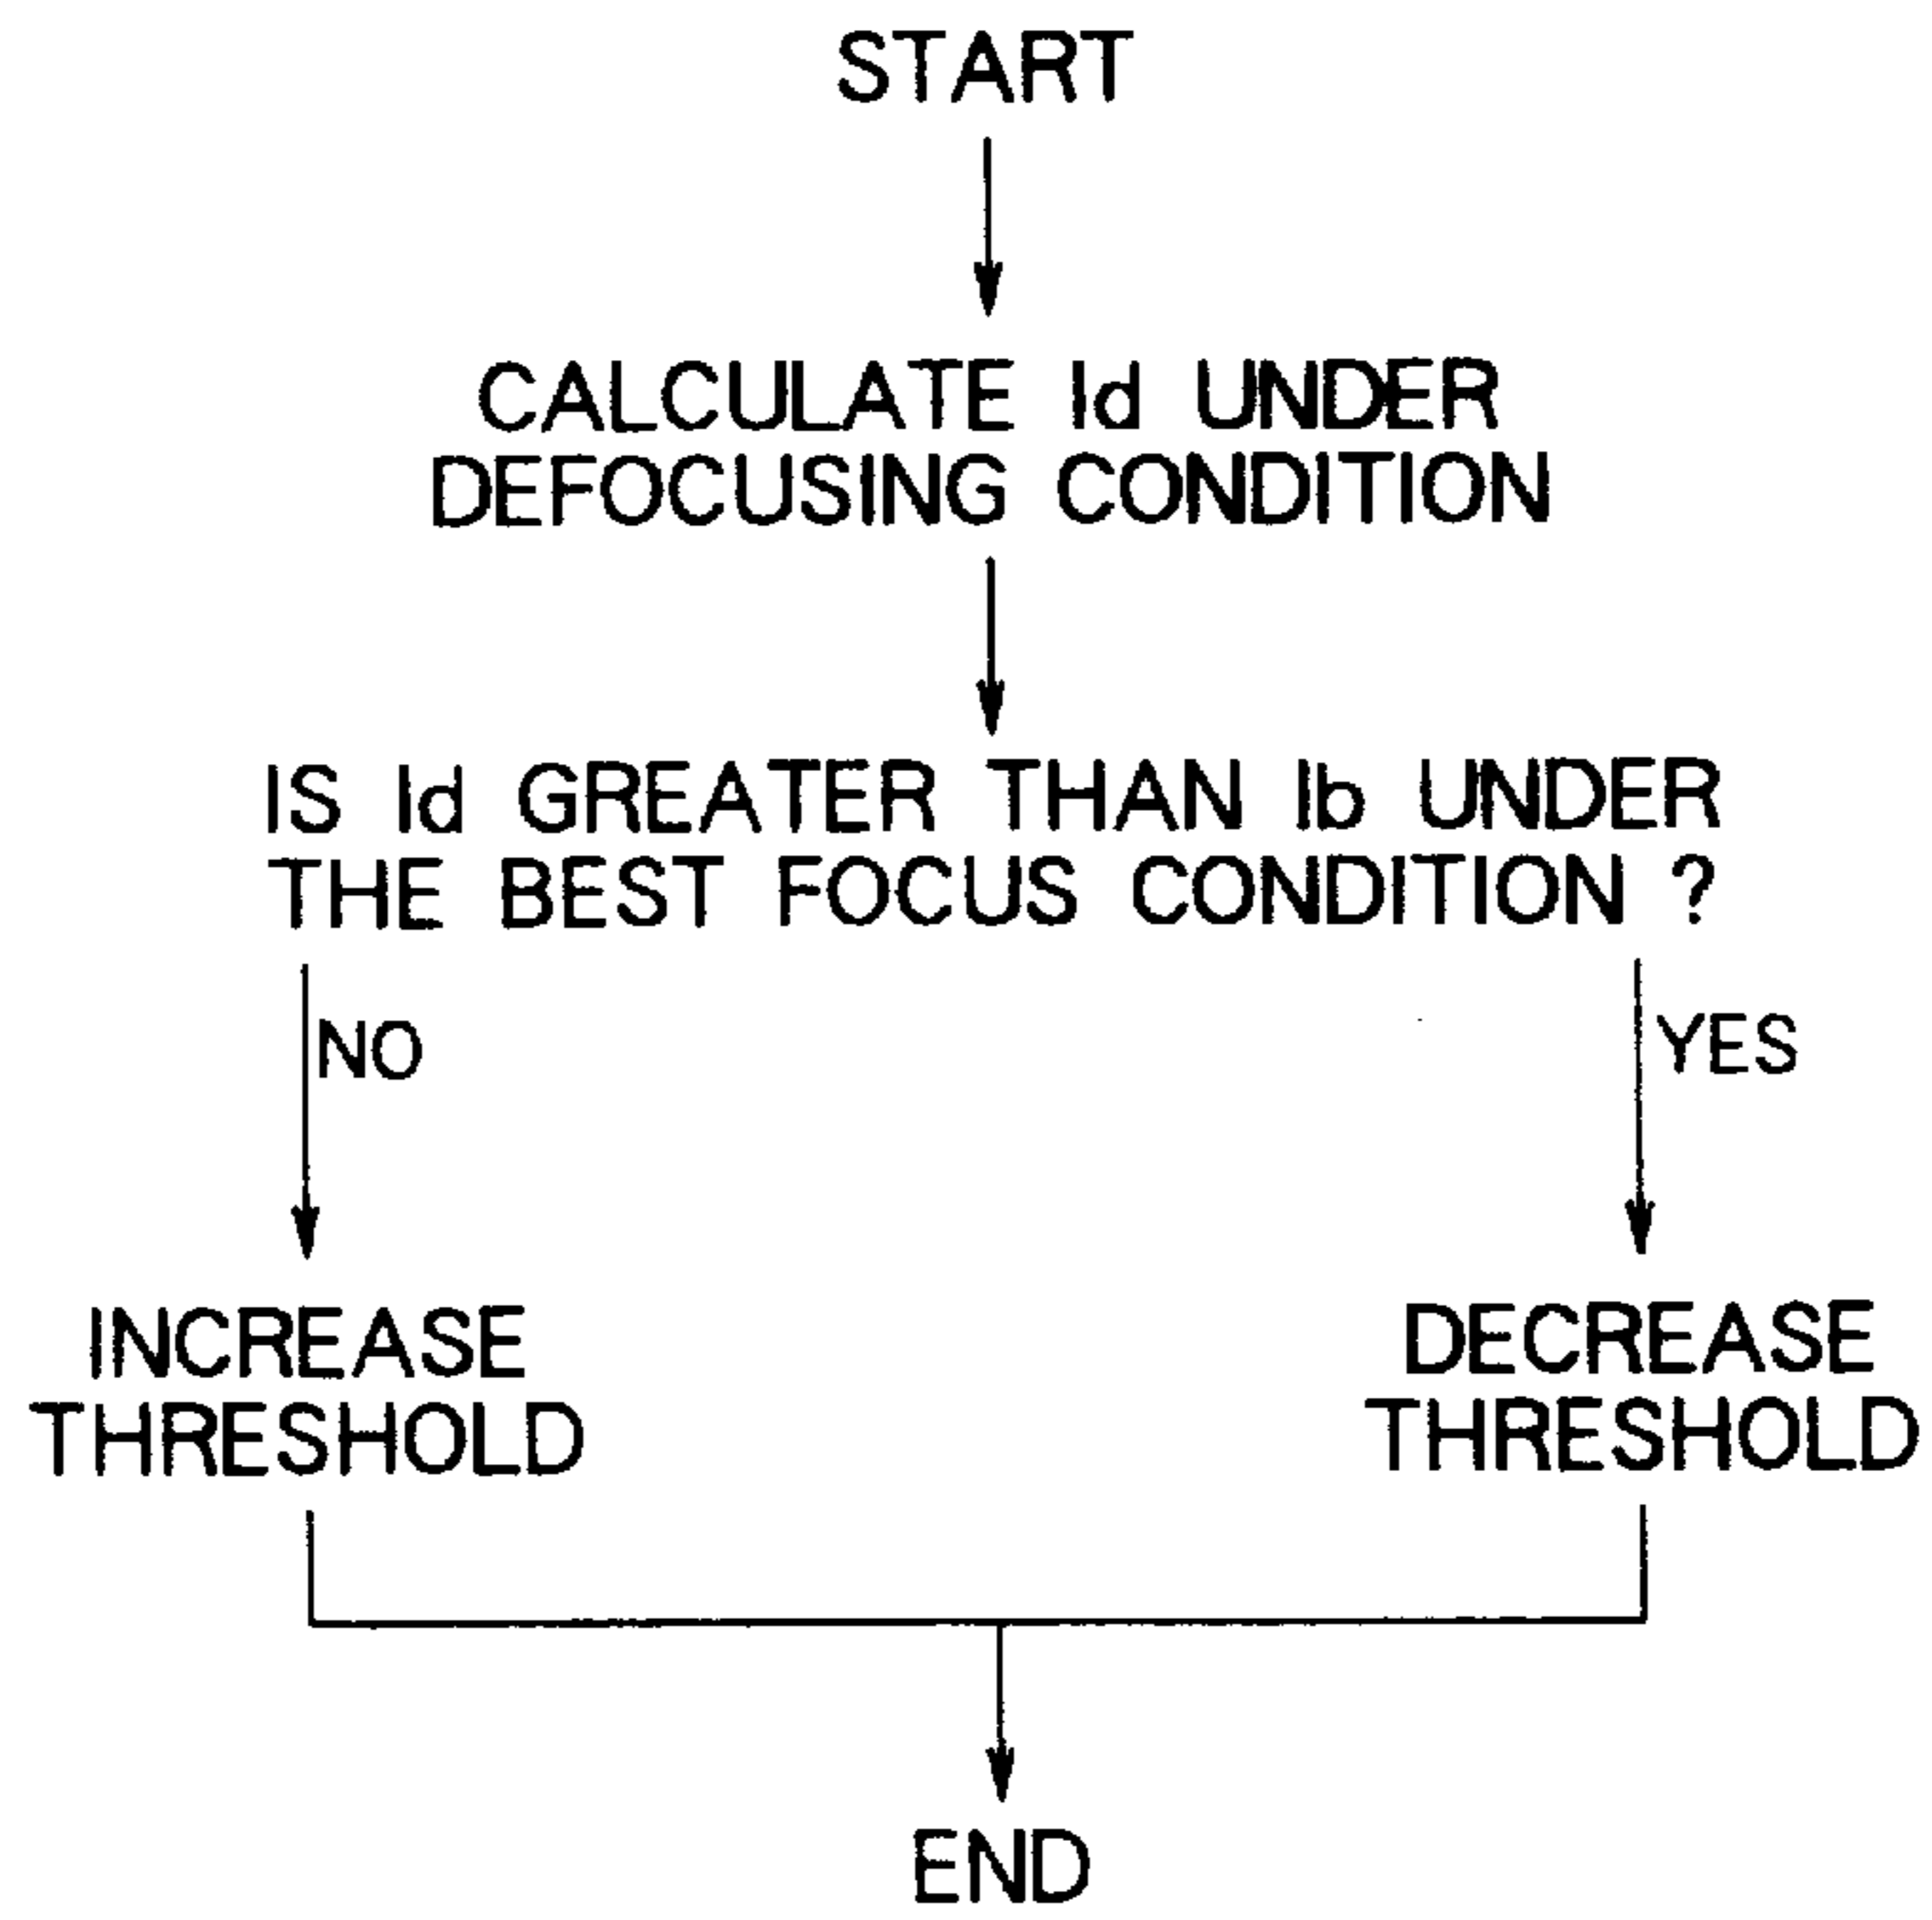 START
CALCULATE Id UNDER
DEFOCUSING CONDITION
IS Id GREATER THAN Ib UNDER
THE BEST FOCUS CONDITION ?
NO
YES
INCREASE
THRESHOLD
DECREASE
THRESHOLD
END